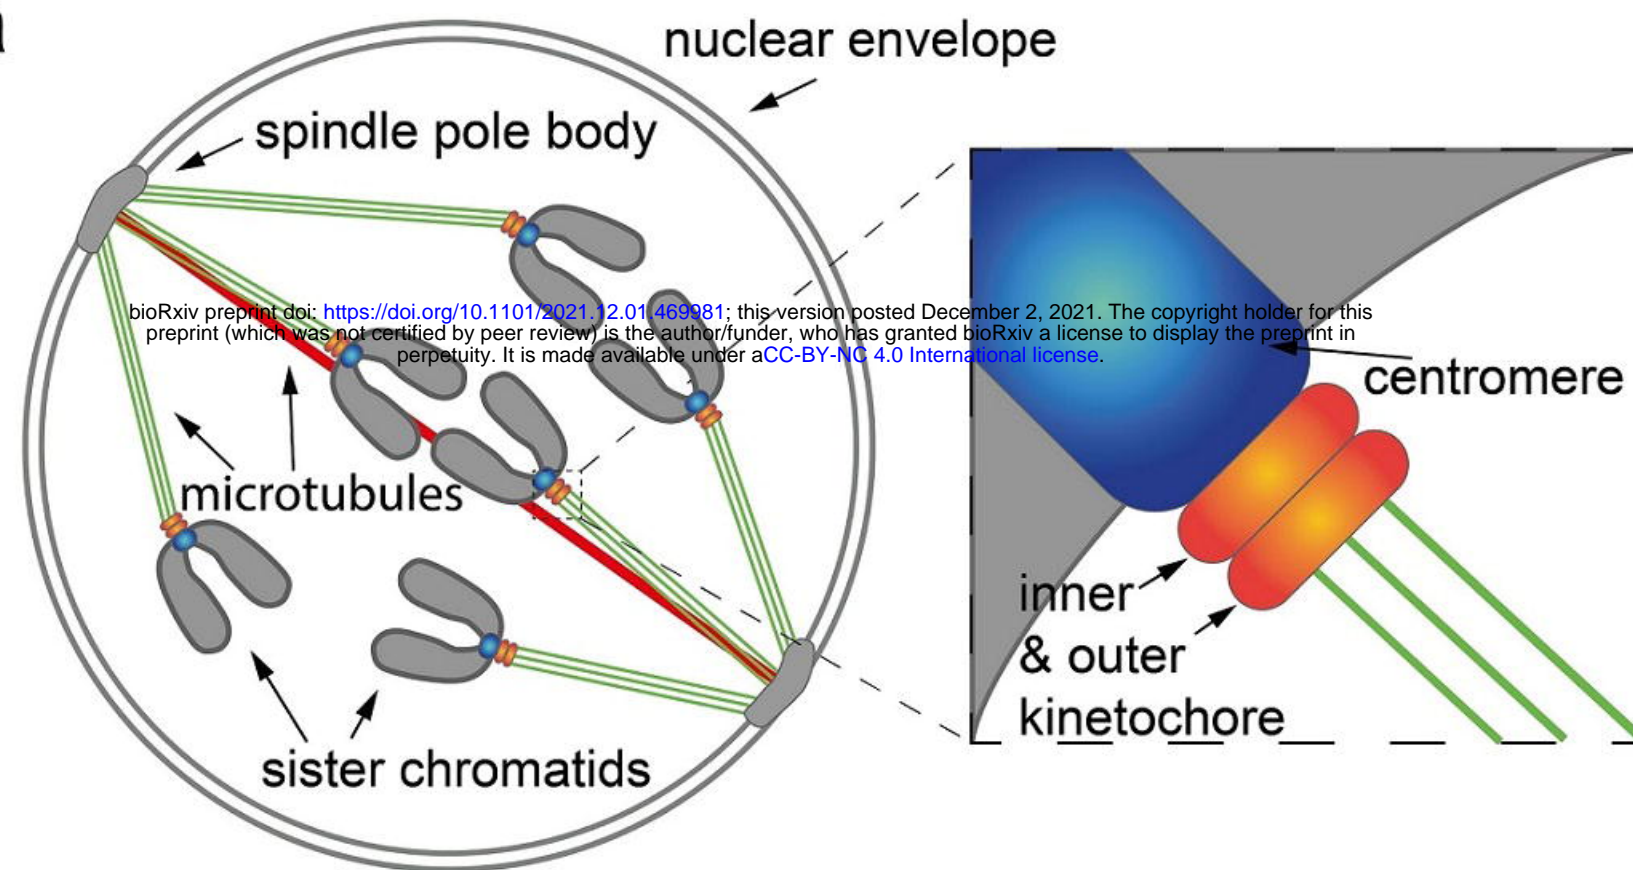 nuclear envelope
spindle pole body
bioRxiv preprint doi: https://doi.org/10.1101/2021.12.01.469981; this version posted December 2, 2021. The copyright holder for this
preprint (which was not certified by peer review) is the author/funder, who has granted bioRxiv a license to display the preprint in
perpetuity. It is made available under aCC-BY-NC 4.0 International license.
centromere
microtubules
inner
& outer
kinetochore
sister chromatids